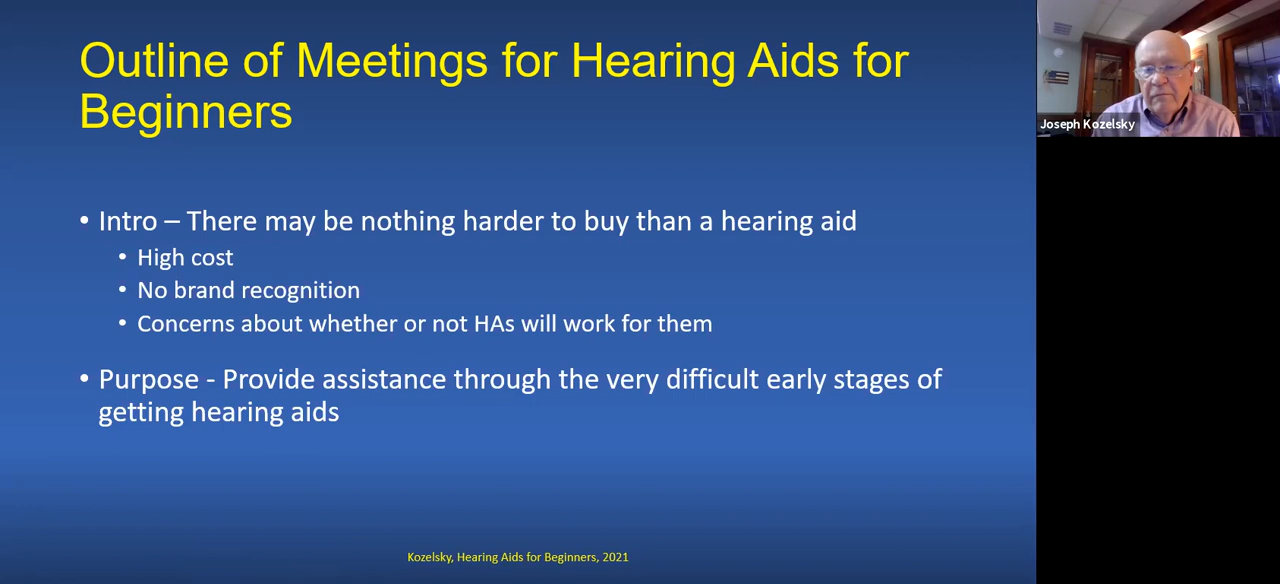 Outline of Meetings for Hearing Aids for
Beginners
• Intro – There may be nothing harder to buy than a hearing aid
• High cost
• No brand recognition
• Concerns about whether or not HAs will work for them
• Purpose - Provide assistance through the very difficult early stages of
getting hearing aids
Kozelsky, Hearing Aids for Beginners, 2021
Joseph Kozelsky